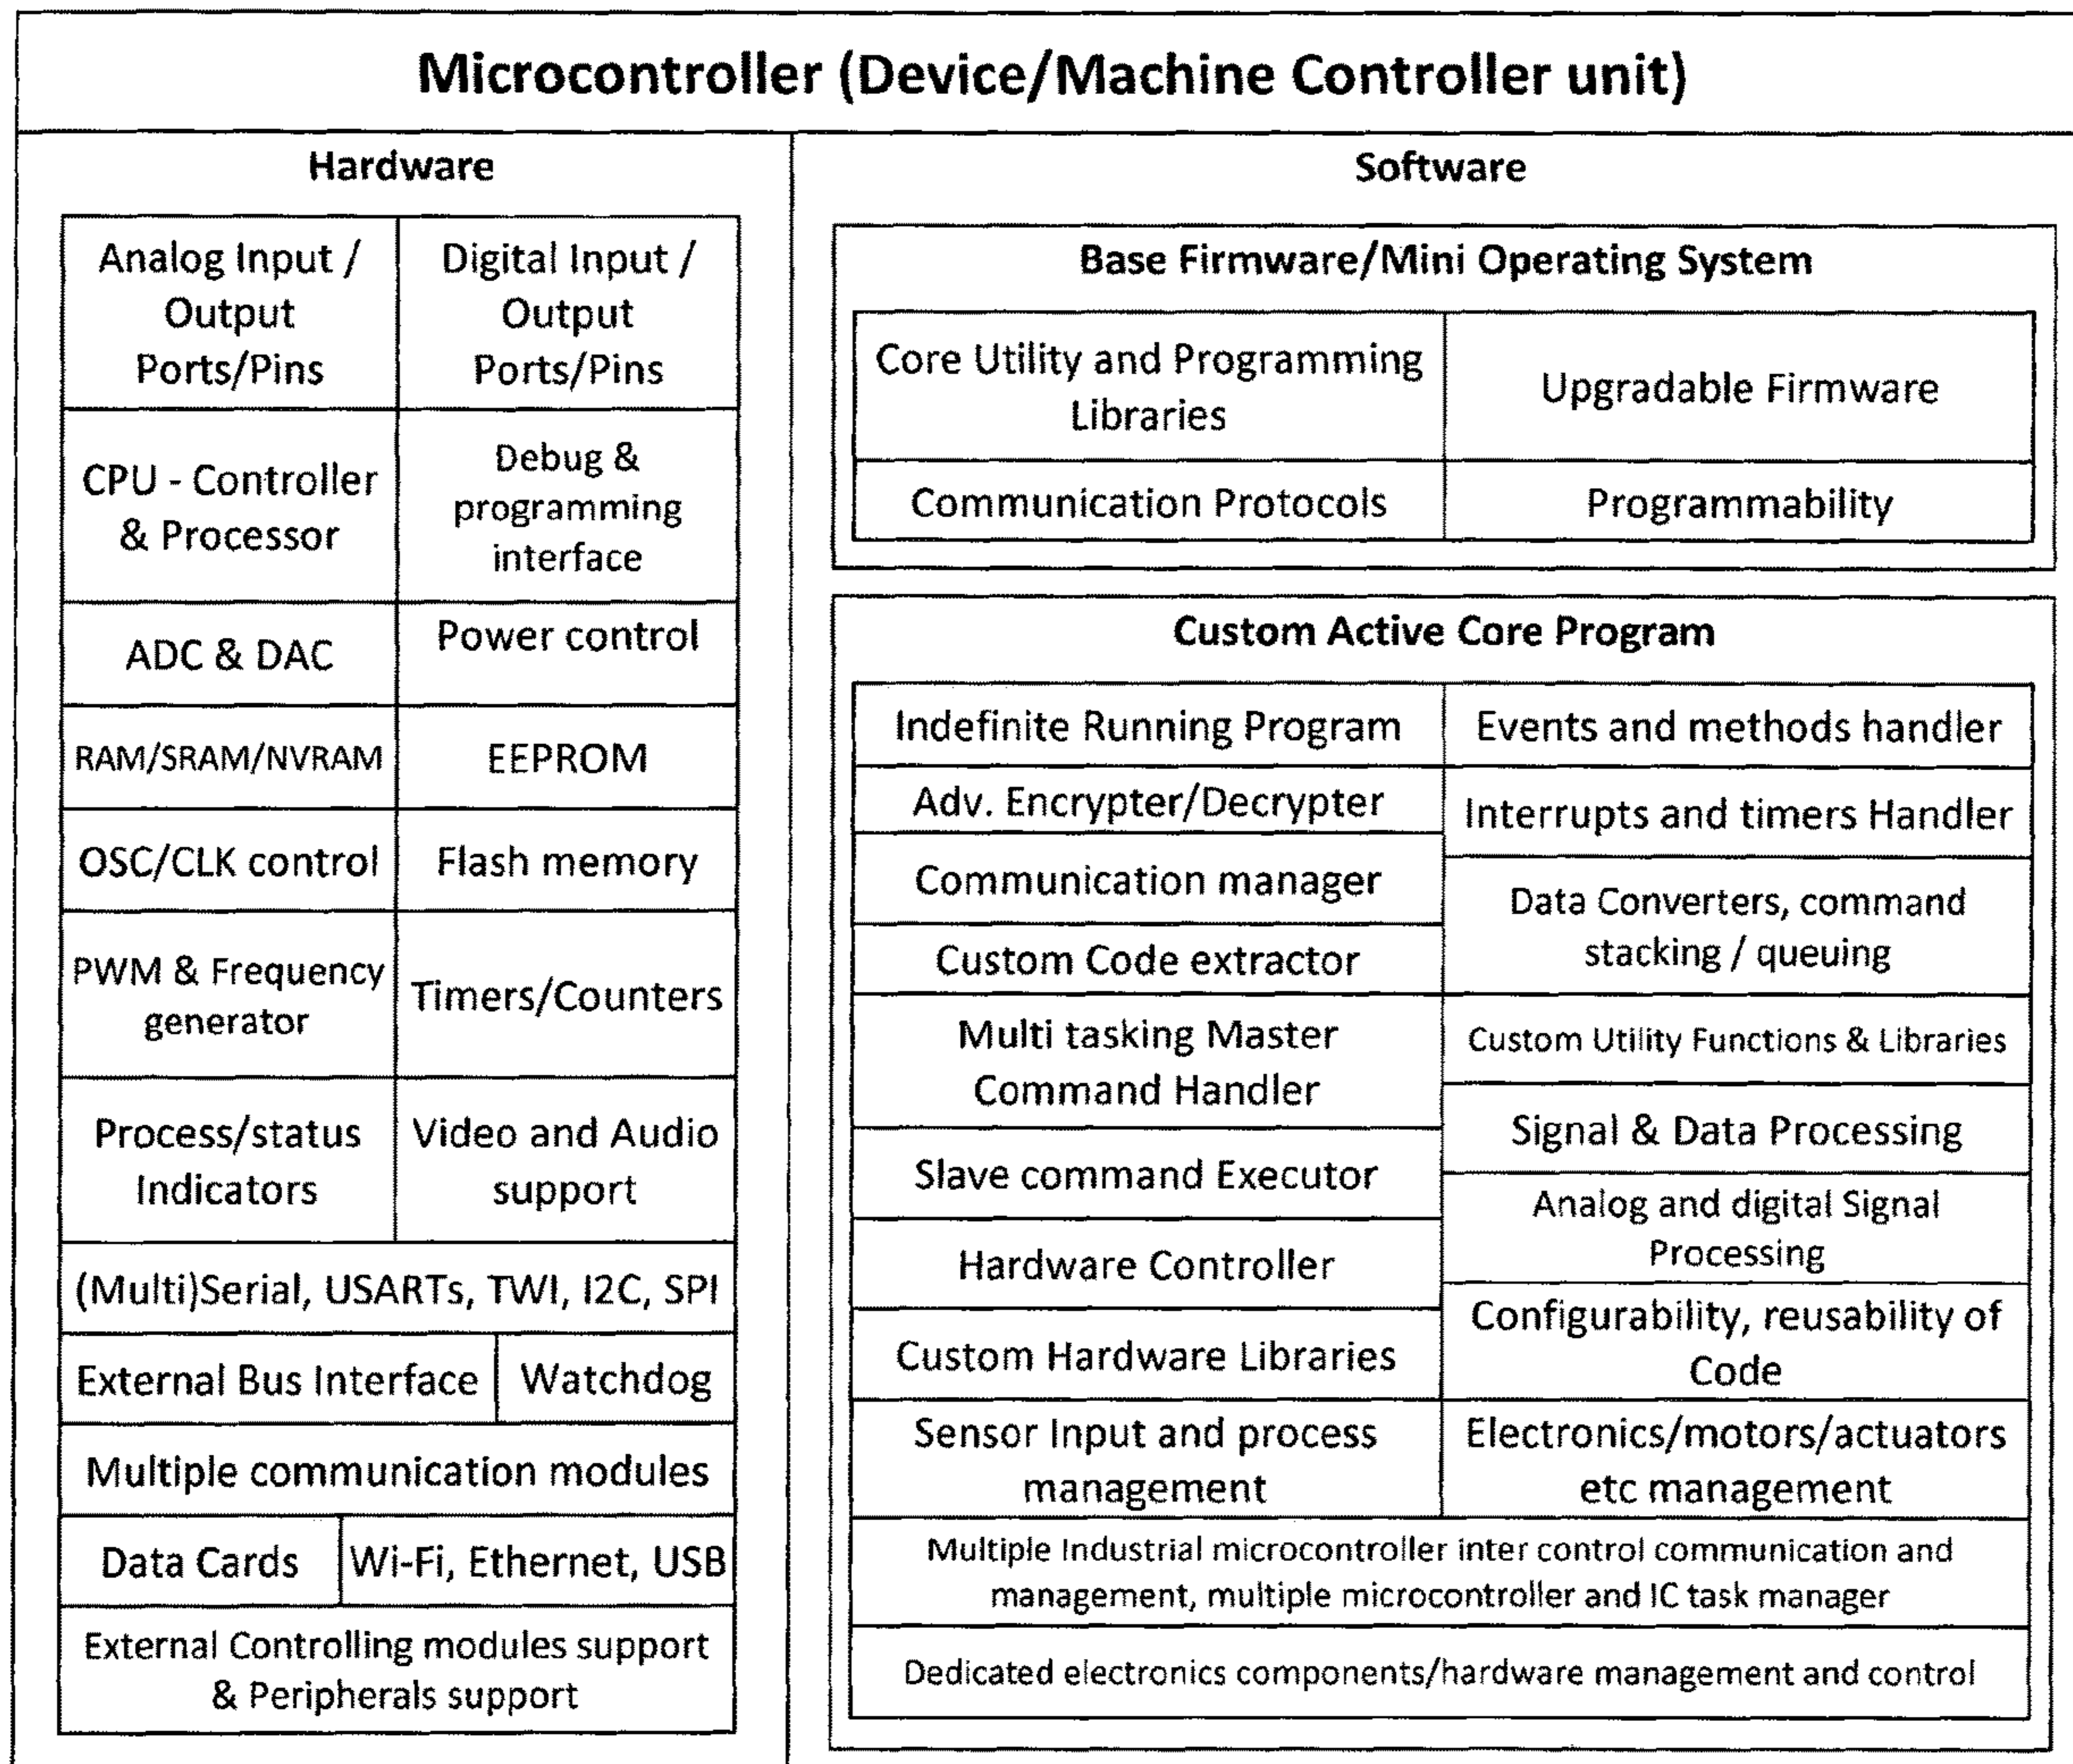 Microcontroller (Device/Machine Controller unit)
Hardware
Analog Input /
Output
Ports/Pins
Digital Input /
Output
Ports/Pins
CPU - Controller
& Processor
Debug &
programming
interface
ADC & DAC
Power control
RAM/SRAM/NVRAM
EEPROM
OSC/CLK control
Flash memory
PWM & Frequency
generator
Timers/Counters
Process/status
Indicators
Video and Audio
support
(Multi)Serial, USARTs, TWI, I2C, SPI
External Bus Interface
Watchdog
Multiple communication modules
Data Cards
Wi-Fi, Ethernet, USB
External Controlling modules support
& Peripherals support
Software
Base Firmware/Mini Operating System
Core Utility and Programming
Libraries
Upgradable Firmware
Communication Protocols
Programmability
Custom Active Core Program
Indefinite Running Program
Adv. Encrypter/Decrypter
Communication manager
Custom Code extractor
Multi tasking Master
Command Handler
Slave command Executor
Hardware Controller
Custom Hardware Libraries
Sensor Input and process
management
Events and methods handler
Interrupts and timers Handler
Data Converters, command
stacking / queuing
Custom Utility Functions & Libraries
Signal & Data Processing
Analog and digital Signal
Processing
Configurability, reusability of
Code
Electronics/motors/actuators
etc management
Multiple Industrial microcontroller inter control communication and
management, multiple microcontroller and IC task manager
Dedicated electronics components/hardware management and control